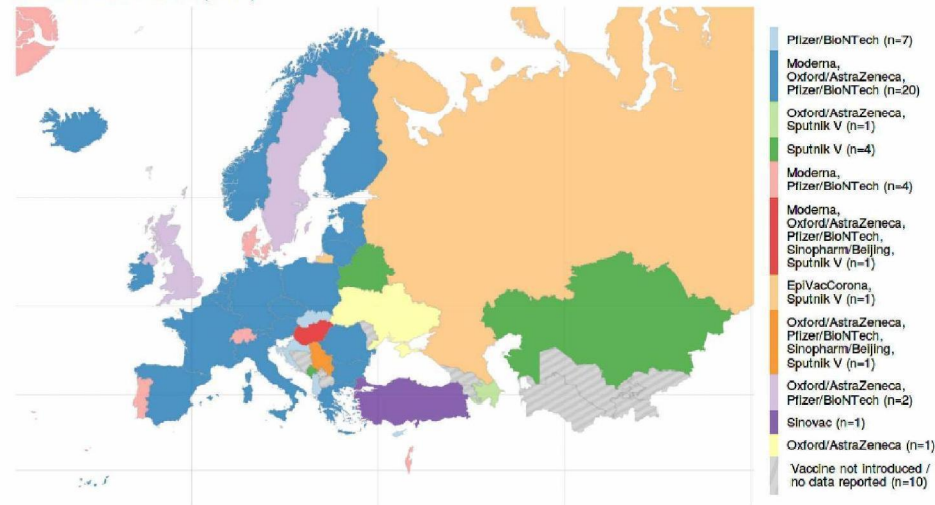 Pfizer/BioNTech (n=7)
Moderna,
Oxford/AstraZeneca,
Pfizer/BioNTech (n=20)
Oxford/AstraZeneca,
Sputnik V (n=1)
Sputnik V (n=4)
Moderna,
Pfizer/BioNTech (n=4)
Moderna,
Oxford/AstraZeneca,
Pfizer/BioNTech,
Sinopharm/Beijing,
Sputnik V (n=1)
EpiVacCorona,
Sputnik V (n=1)
Oxford/AstraZeneca,
Pfizer/BioNTech,
Sinopharm/Beijing,
Sputnik V (n=1)
Oxford/AstraZeneca,
Pfizer/BioNTech (n=2)
Sinovac (n=1)
Oxford/AstraZeneca (n=1)
Vaccine not introduced /
no data reported (n=10)